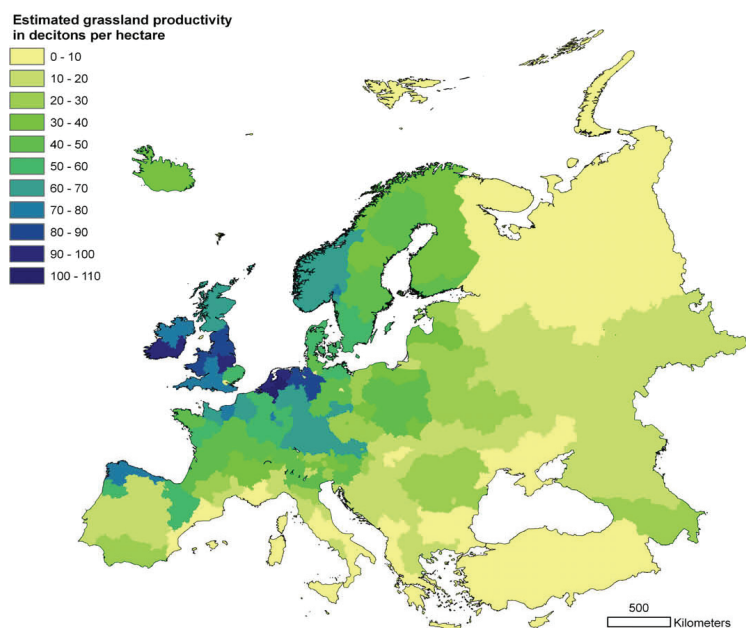 Estimated grassland productivity
in decitons per hectare
0 - 10
10 - 20
20 - 30
30 - 40
40 - 50
50 - 60
60 - 70
70 - 80
80 - 90
90 - 100
100 - 110
500
Kilometers